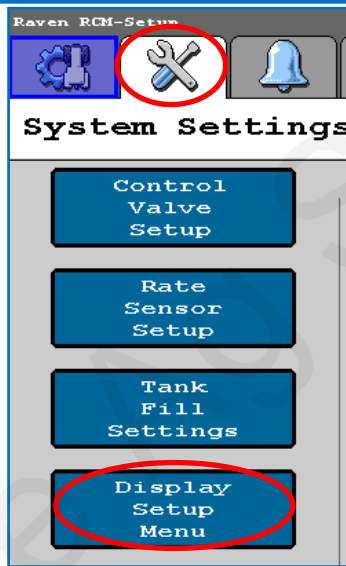 Raven RCM-Setup
System Settings
Control
Valve
Setup
Rate
Sensor
Setup
Tank
Fill
Settings
Display
Setup
Menu